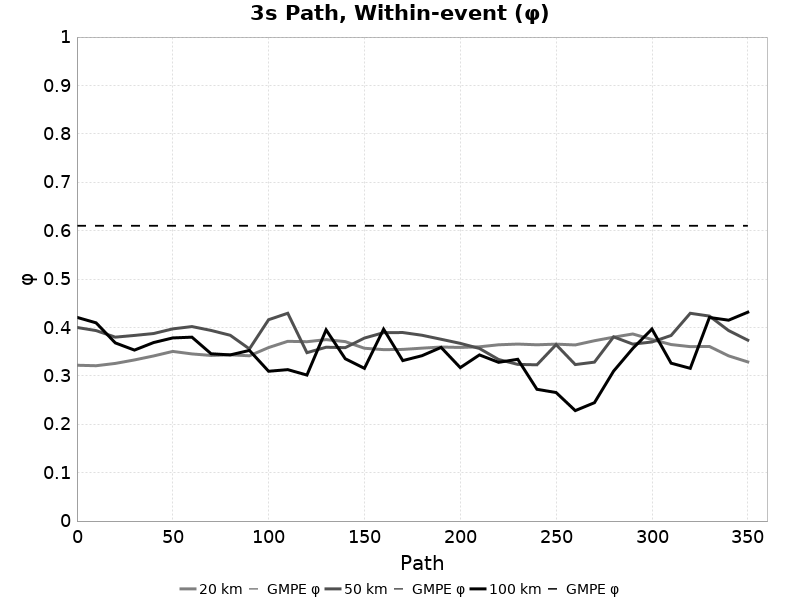 3s Path, Within-event (φ)
1
0.9
0.8
0.7
0.6
0.5
0.4
0.3
0.2
0.1
0
φ
0 50 100 150 200 250 300 350
Path
20 km GMPE φ 50 km GMPE φ 100 km GMPE φ